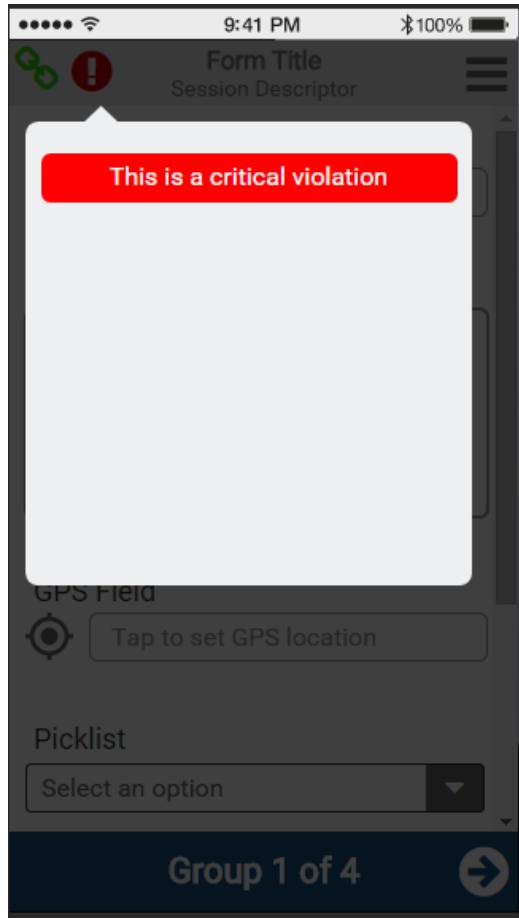 9:41 PM
100%
Form Title
Session Descriptor
This is a critical violation
GPS Field
Tap to set GPS location
Picklist
Select an option
Group 1 of 4